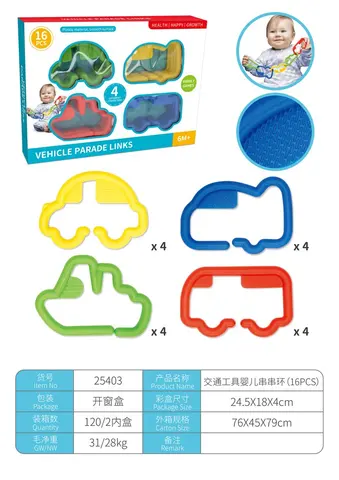 16
PCS
HEALTH / HAPPY / GROWTH
4
VEHICLE PARADE LINKS
6M+
x 4
x 4
x 4
x 4
货号 Item No 25403 产品名称 Product Name 交通工具婴儿串串环 (16PCS)
包装 Package 开窗盒 彩盒尺寸 Package Size 24.5X18X4cm
装箱数 Quantity 120/2内盒 外箱规格 Carton Size 76X45X79cm
毛净重 GW/NW 31/28kg 备注 Pemark